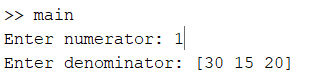 >> main
Enter numerator: 1
Enter denominator: [30 15 20]